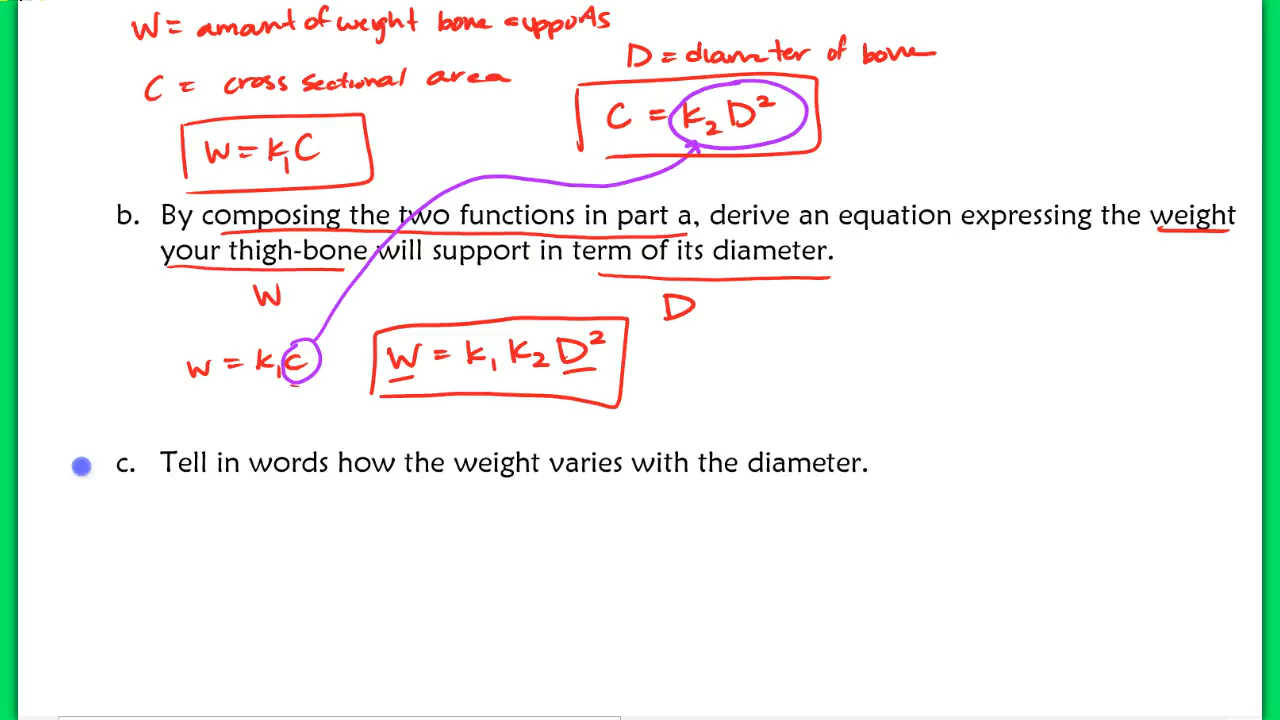 W = amount of weight bone supports
D = diameter of bone
C = cross sectional area
C = k₂D²
W = k₁C
b. By composing the two functions in part a, derive an equation expressing the weight
your thigh-bone will support in term of its diameter.
W
D
W = k₁C
W = k₁ k₂ D²
c. Tell in words how the weight varies with the diameter.